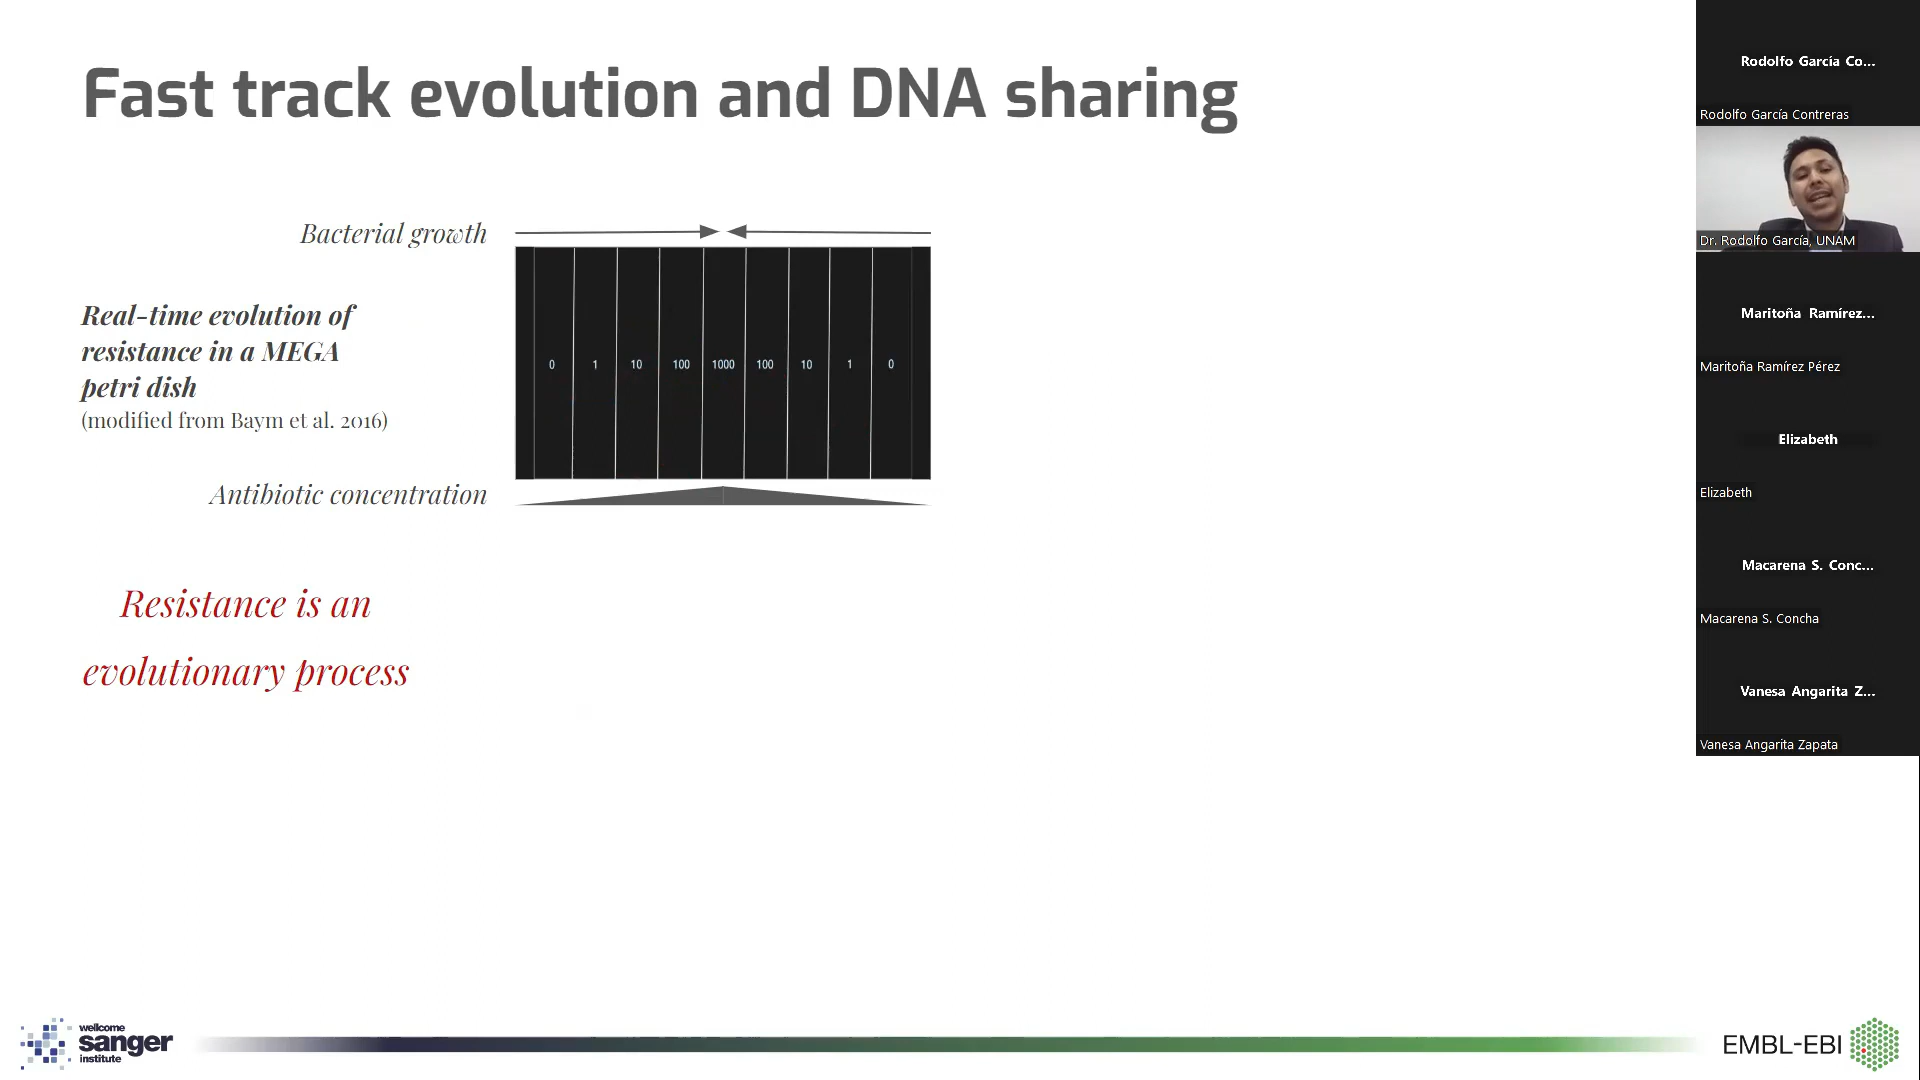 Fast track evolution and DNA sharing
Bacterial growth
Real-time evolution of
resistance in a MEGA
petri dish
(modified from Baym et al. 2016)
0 1 10 100 1000 100 10 1 0
Antibiotic concentration
Resistance is an
evolutionary process
Rodolfo García Co...
Rodolfo García Contreras
Dr. Rodolfo García, UNAM
Maritoña Ramírez...
Maritoña Ramírez Pérez
Elizabeth
Elizabeth
Macarena S. Conc...
Macarena S. Concha
Vanesa Angarita Z...
Vanesa Angarita Zapata
wellcome
sanger
institute
EMBL-EBI